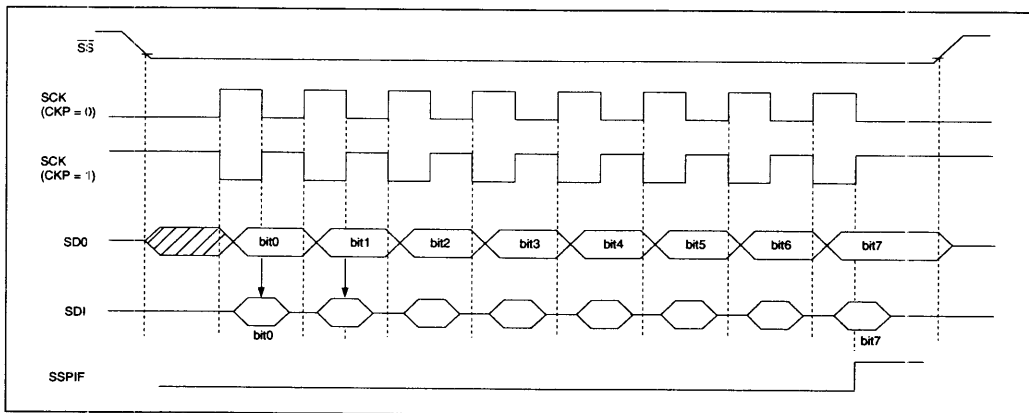 SS
SCK
(CKP = 0)
SCK
(CKP = 1)
SD0
bit0 bit1 bit2 bit3 bit4 bit5 bit6 bit7
SDI
bit0 bit7
SSPIF